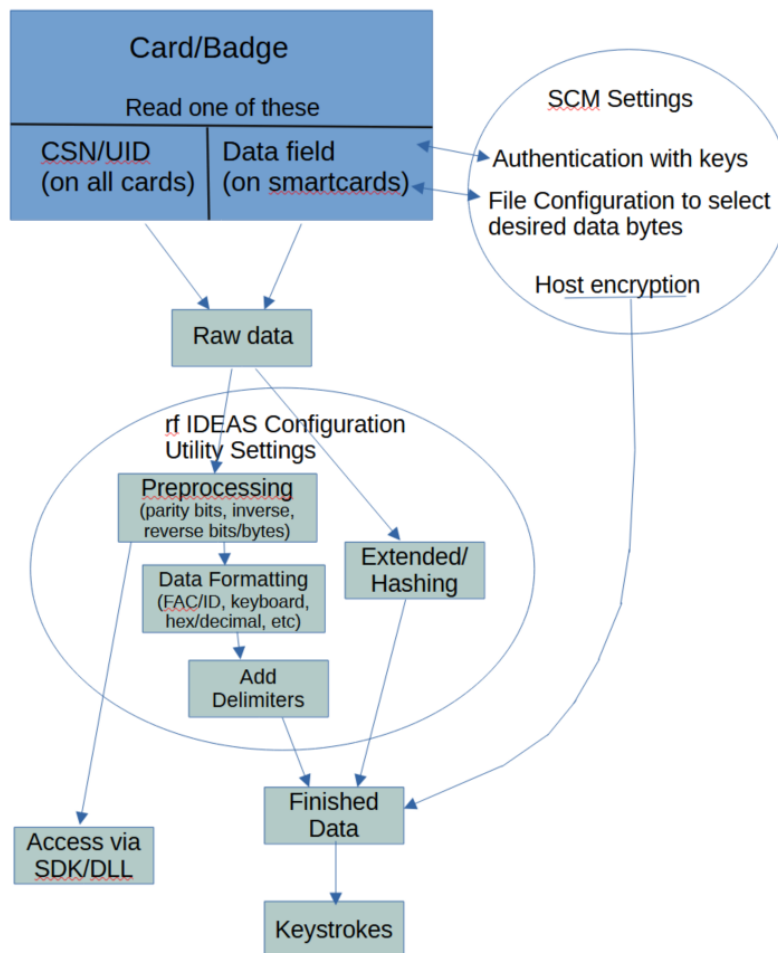 Card/Badge
Read one of these
CSN/UID
(on all cards)
Data field
(on smartcards)
SCM Settings
Authentication with keys
File Configuration to select
desired data bytes
Host encryption
Raw data
rf IDEAS Configuration
Utility Settings
Preprocessing
(parity bits, inverse,
reverse bits/bytes)
Extended/
Hashing
Data Formatting
(FAC/ID, keyboard,
hex/decimal, etc)
Add
Delimiters
Finished
Data
Access via
SDK/DLL
Keystrokes